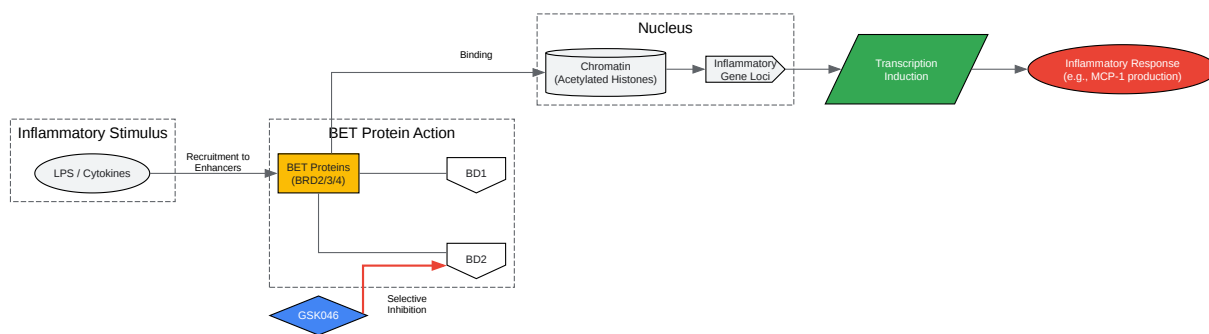 Nucleus
Binding
Chromatin
(Acetylated Histones)
Inflammatory
Gene Loci
Transcription
Induction
Inflammatory Response
(e.g., MCP-1 production)
Inflammatory Stimulus
LPS / Cytokines
Recruitment to
Enhancers
BET Protein Action
BET Proteins
(BRD2/3/4)
BD1
BD2
GSK046
Selective
Inhibition